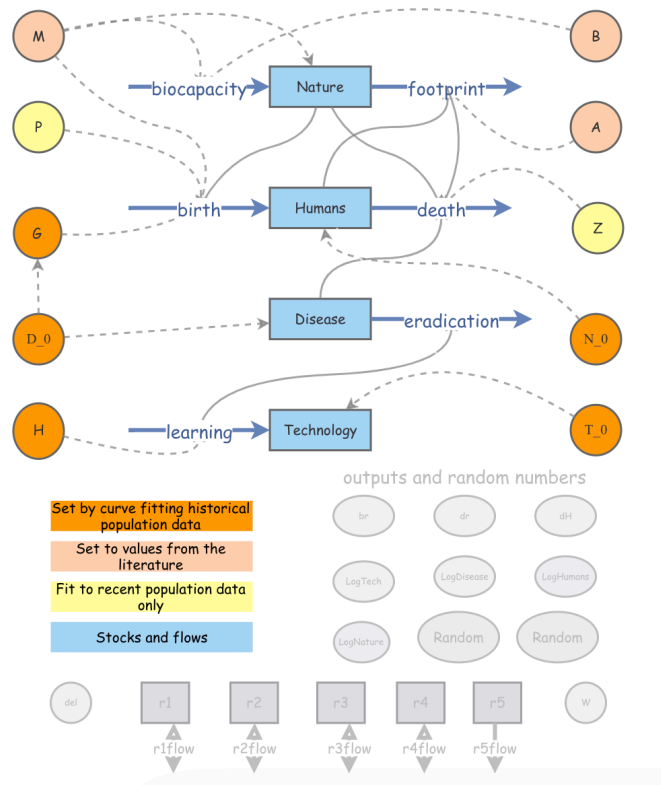 M
B
biocapacity
Nature
footprint
P
A
birth
Humans
death
G
Z
D_0
Disease
eradication
N_0
H
learning
Technology
T_0
outputs and random numbers
Set by curve fitting historical
population data
br
dr
dH
Set to values from the
literature
LogTech
LogDisease
LogHumans
Fit to recent population data
only
Stocks and flows
LogNature
Random
Random
del
r1
r2
r3
r4
r5
W
r1flow
r2flow
r3flow
r4flow
r5flow